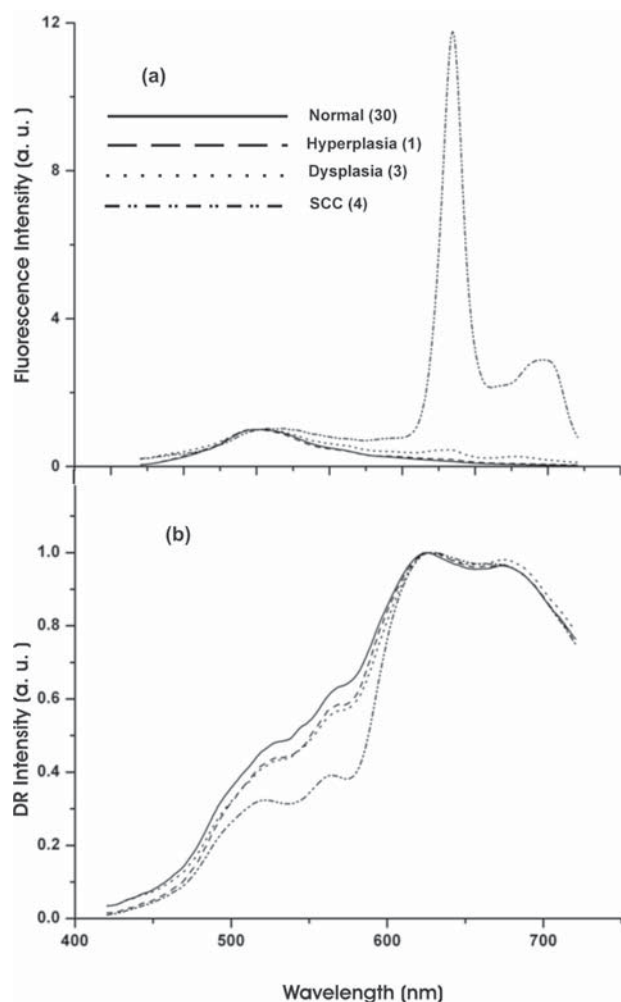 12
(a)
Normal (30)
Hyperplasia (1)
Dysplasia (3)
SCC (4)
8
4
0
Fluorescence Intensity (a. u.)
(b)
1.0
0.8
0.6
0.4
0.2
0.0
DR Intensity (a. u.)
400 500 600 700
Wavelength (nm)